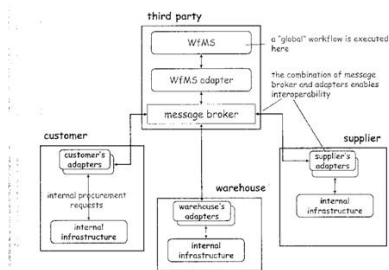 third party
WfMS
a "global" workflow is executed
here
WfMS adapter
the combination of message
broker and adapters enables
interoperability
message broker
customer
supplier
customer's
adapters
supplier's
adapters
internal procurement
requests
warehouse
internal
infrastructure
warehouse's
adapters
internal
infrastructure
internal
infrastructure